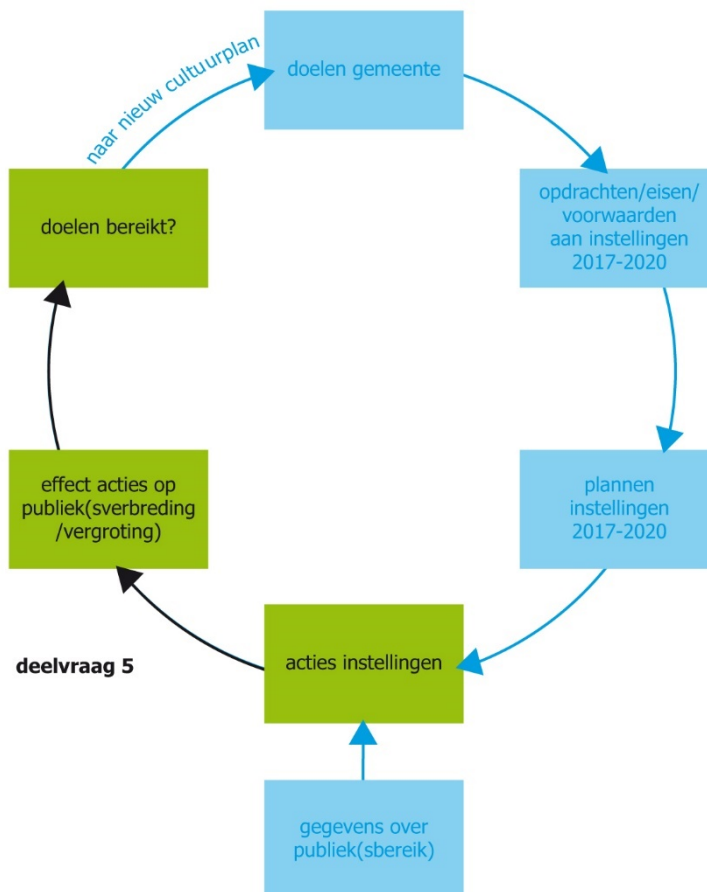 naar nieuw cultuurplan
doelen gemeente
doelen bereikt?
opdrachten/eisen/
voorwaarden
aan instellingen
2017-2020
effect acties op
publiek(sverbreding
/vergroting)
plannen
instellingen
2017-2020
deelvraag 5
acties instellingen
gegevens over
publiek(sbereik)